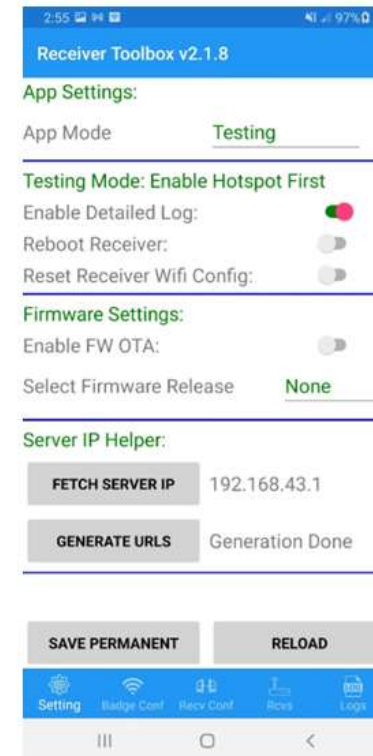 2:55 97%
Receiver Toolbox v2.1.8
App Settings:
App Mode Testing
Testing Mode: Enable Hotspot First
Enable Detailed Log:
Reboot Receiver:
Reset Receiver Wifi Config:
Firmware Settings:
Enable FW OTA:
Select Firmware Release None
Server IP Helper:
FETCH SERVER IP 192.168.43.1
GENERATE URLS Generation Done
SAVE PERMANENT RELOAD
Setting Badge Conf Recv Conf Rcvs Logs